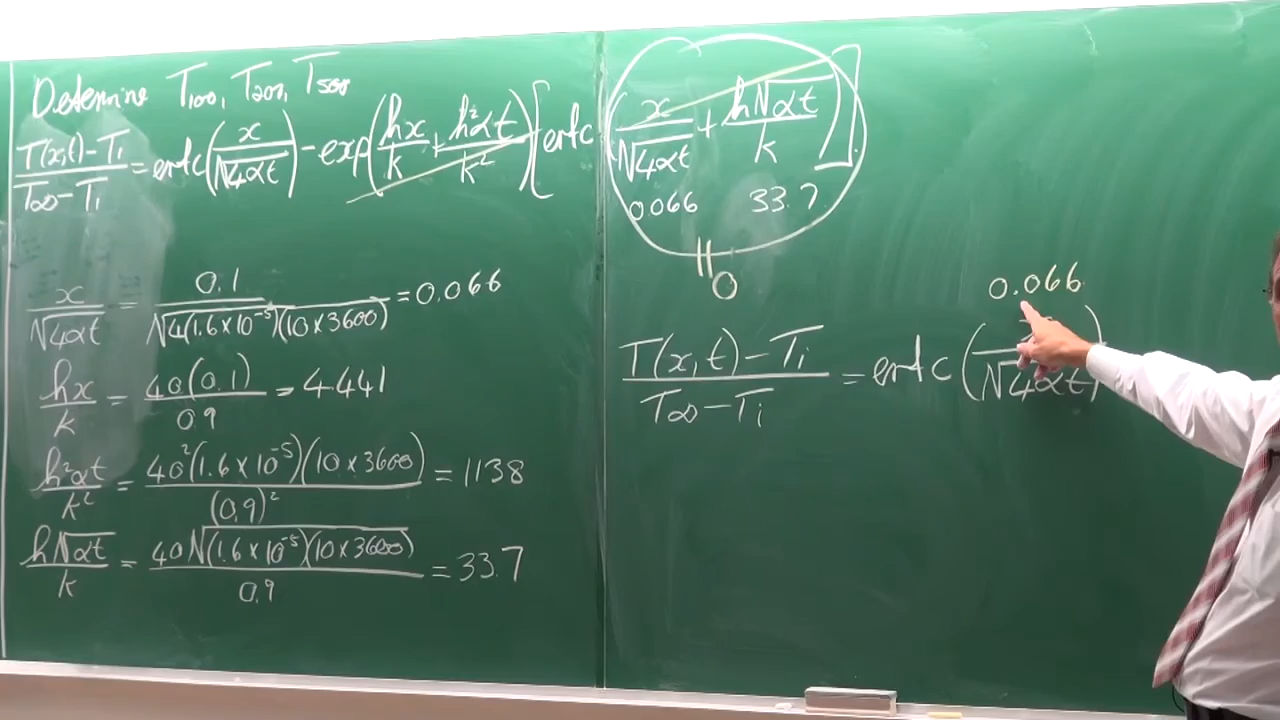 Determine T100, T200, T500
T(x,t)-Ti / T∞-Ti = erfc(x/√4αt) - exp(hx/k + h²αt/k²)[erfc(x/√4αt + h√αt/k)]
0.066 33.7
0
x/√4αt = 0.1/√4(1.6×10⁻⁵)(10×3600) = 0.066
hx/k = 40(0.1)/0.9 = 4.441
h²αt/k² = 40²(1.6×10⁻⁵)(10×3600)/(0.9)² = 1138
h√αt/k = 40√(1.6×10⁻⁵)(10×3600)/0.9 = 33.7
0.066
T(x,t)-Ti / T∞-Ti = erfc(/√4αt)